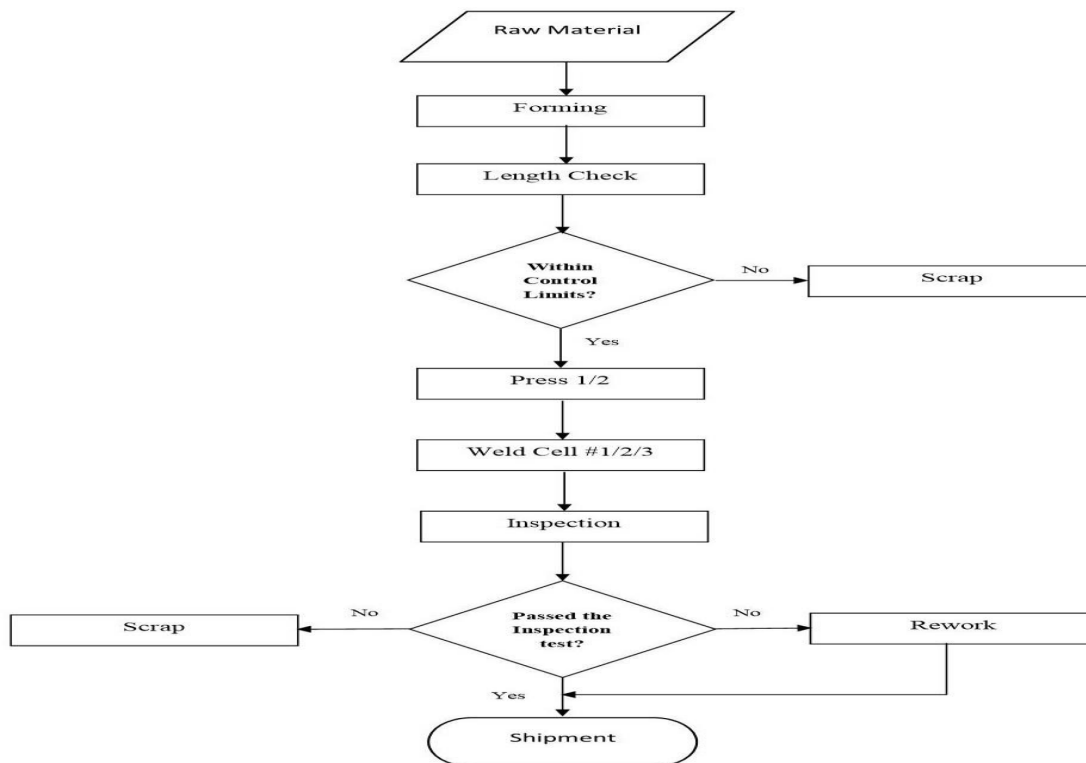 Raw Material
Forming
Length Check
Within
Control
Limits?
No
Scrap
Yes
Press 1/2
Weld Cell #1/2/3
Inspection
Scrap
No
Passed the
Inspection
test?
No
Rework
Yes
Shipment